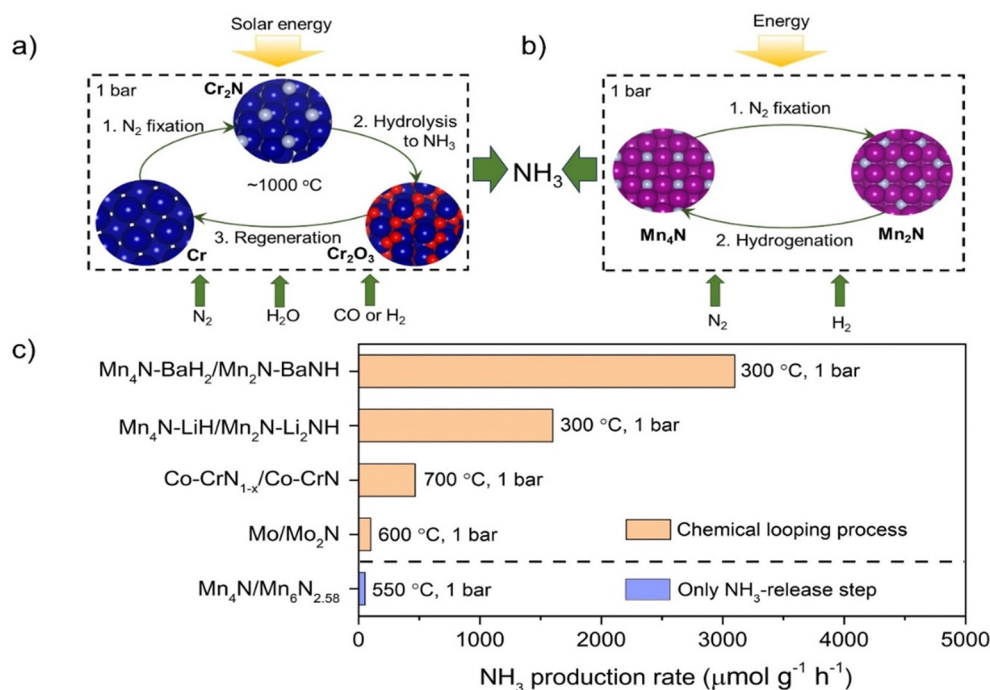 a)
Solar energy
1 bar
Cr₂N
1. N₂ fixation
2. Hydrolysis
to NH₃
~1000 °C
3. Regeneration
Cr
Cr₂O₃
N₂
H₂O
CO or H₂
NH₃
b)
Energy
1 bar
1. N₂ fixation
Mn₄N
Mn₂N
2. Hydrogenation
N₂
H₂
c)
Mn₄N-BaH₂/Mn₂N-BaNH
300 °C, 1 bar
Mn₄N-LiH/Mn₂N-Li₂NH
300 °C, 1 bar
Co-CrN₁₋ₓ/Co-CrN
700 °C, 1 bar
Mo/Mo₂N
600 °C, 1 bar
Chemical looping process
Mn₄N/Mn₆N₂.₅₈
550 °C, 1 bar
Only NH₃-release step
0 1000 2000 3000 4000 5000
NH₃ production rate (μmol g⁻¹ h⁻¹)